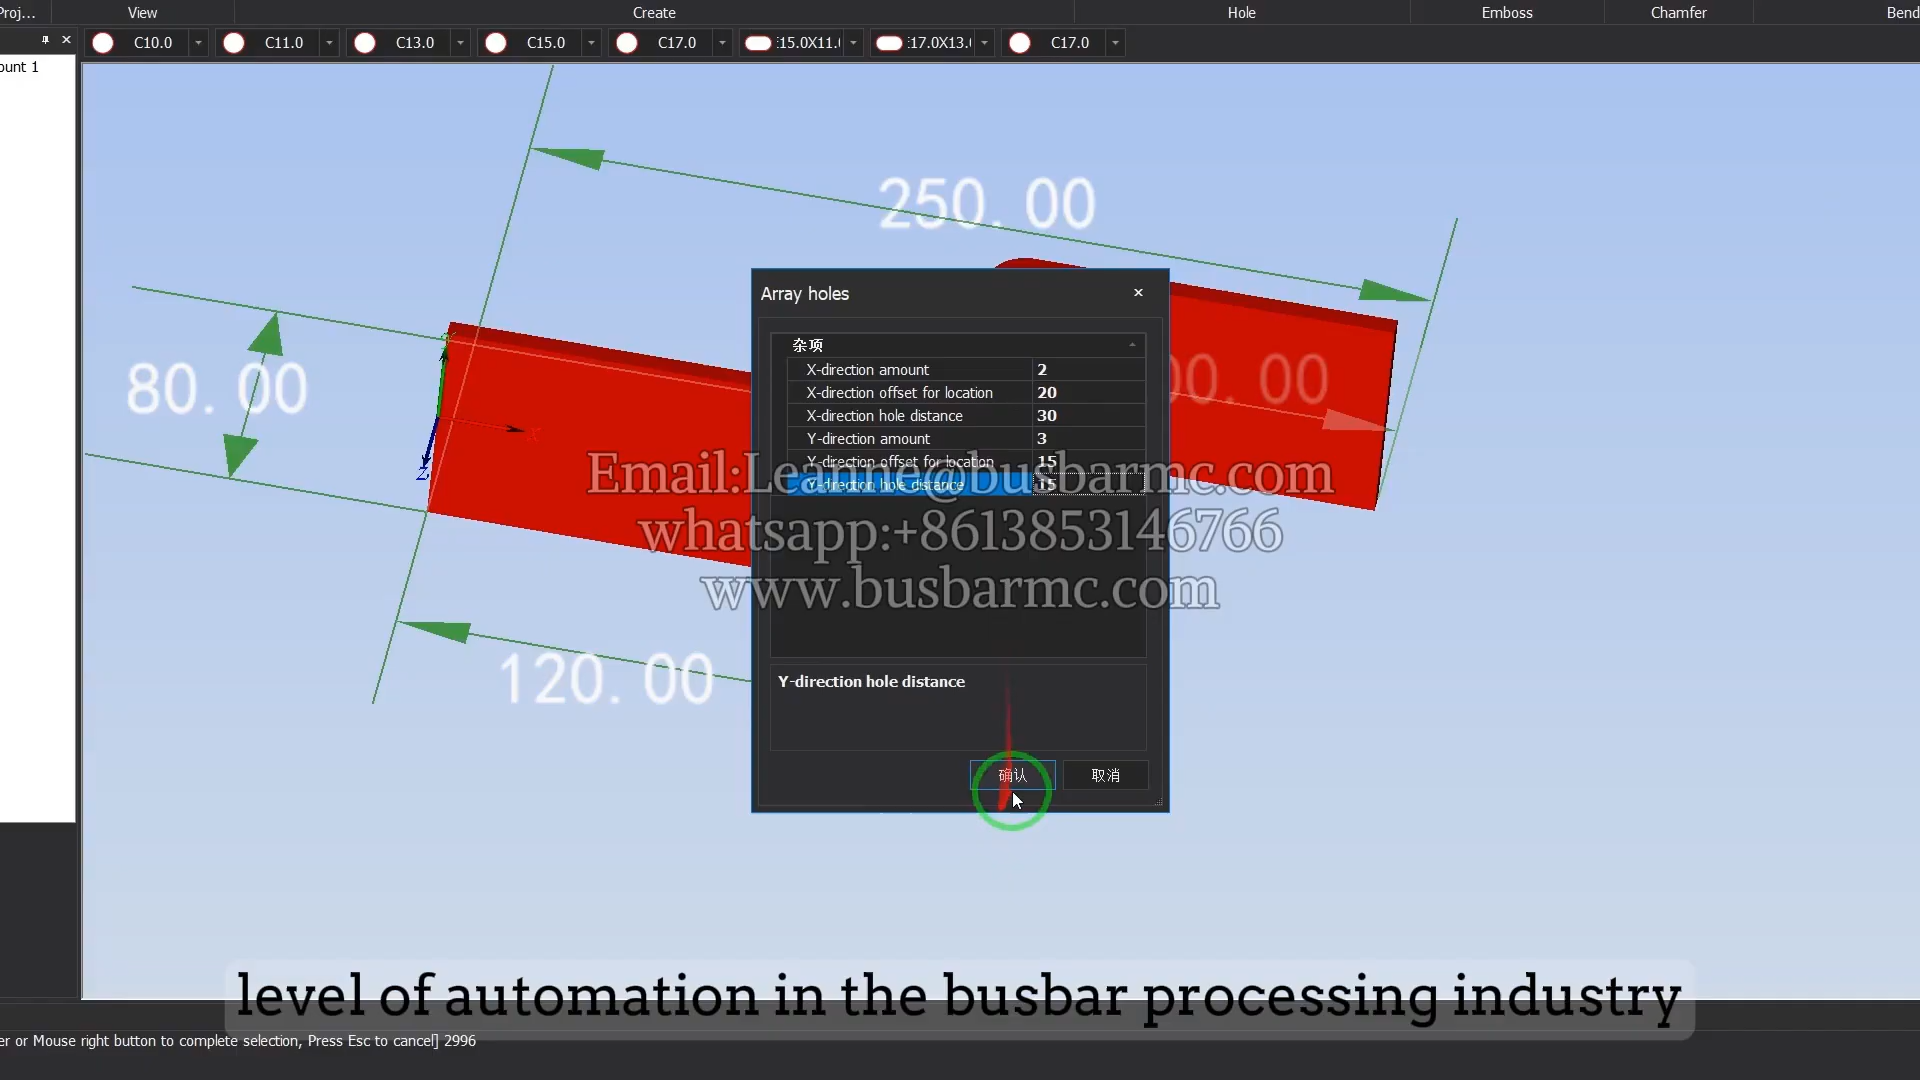 Proj...
View
Create
Hole
Emboss
Chamfer
Bend
C10.0
C11.0
C13.0
C15.0
C17.0
15.0X11.
17.0X13.
C17.0
ount 1
250.00
80.00
00.00
120.00
Array holes
杂项
X-direction amount 2
X-direction offset for location 20
X-direction hole distance 30
Y-direction amount 3
Y-direction offset for location 15
Y-direction hole distance 15
Email:Leanne@busbarmc.com
whatsapp:+8613853146766
www.busbarmc.com
Y-direction hole distance
确认
取消
X
Z
level of automation in the busbar processing industry
er or Mouse right button to complete selection, Press Esc to cancel] 2996